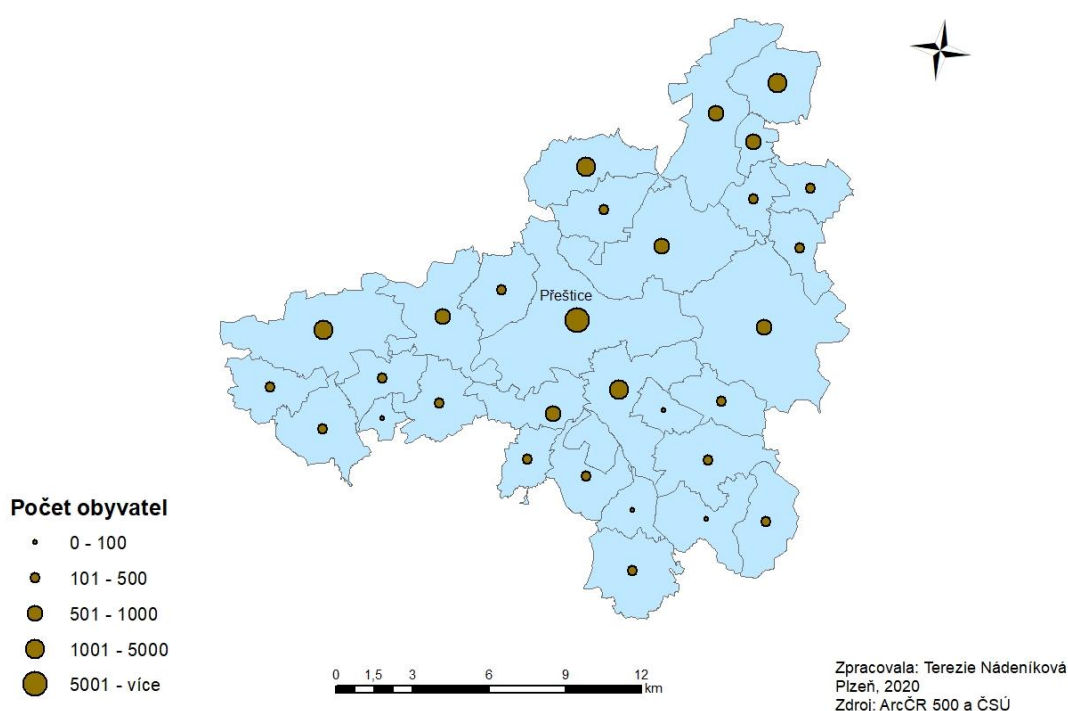 Přeštice
Počet obyvatel
0 - 100
101 - 500
501 - 1000
1001 - 5000
5001 - více
0 1,5 3 6 9 12
km
Zpracovala: Terezie Nádeníková
Plzeň, 2020
Zdroj: ArcČR 500 a ČSÚ